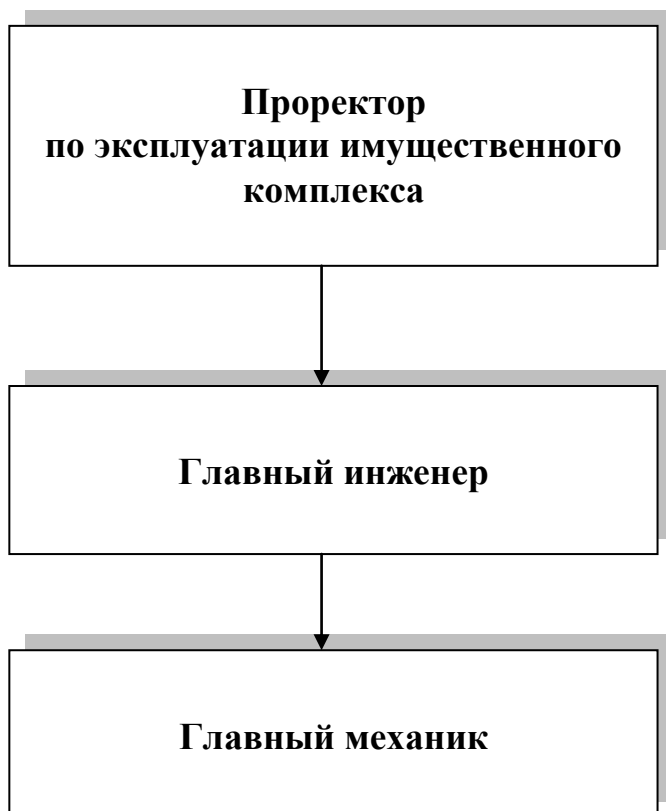 Проректор
по эксплуатации имущественного
комплекса
Главный инженер
Главный механик